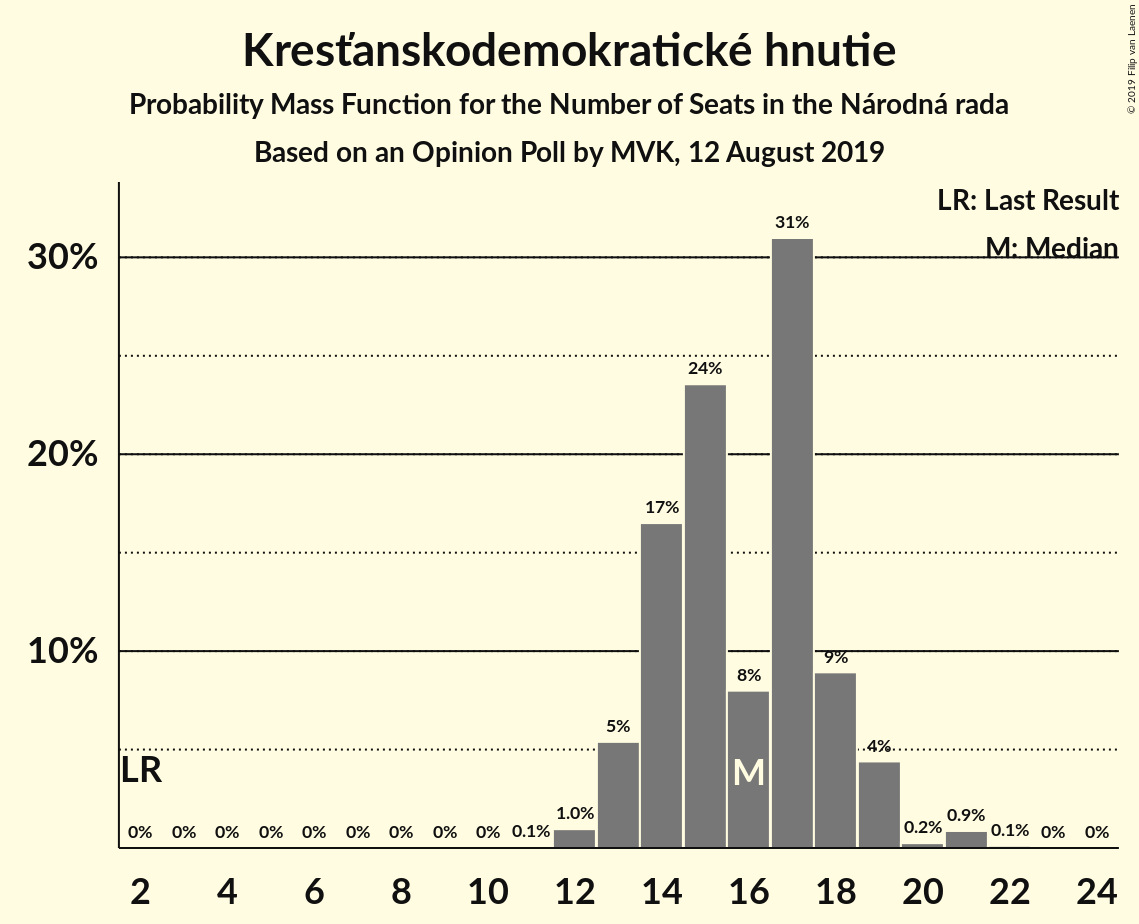 Kresťanskodemokratické hnutie
Probability Mass Function for the Number of Seats in the Národná rada
Based on an Opinion Poll by MVK, 12 August 2019
© 2019 Filip van Laenen
LR: Last Result
M: Median
30%
20%
10%
31%
24%
17%
9%
8%
5%
4%
LR
M
0% 0% 0% 0% 0% 0% 0% 0% 0% 0.1% 1.0% 0.2% 0.9% 0.1% 0% 0%
2 4 6 8 10 12 14 16 18 20 22 24